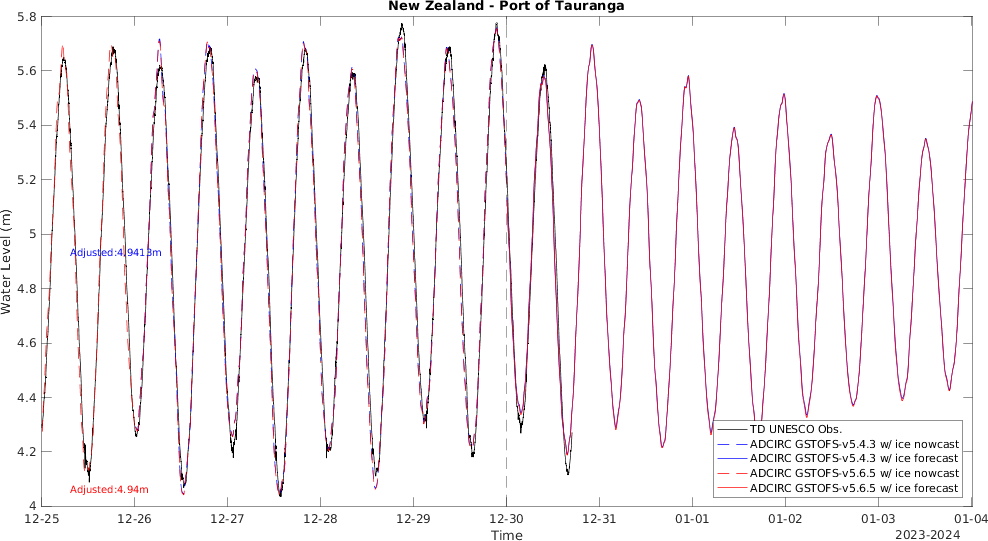 New Zealand - Port of Tauranga
5.8
5.6
5.4
5.2
5
4.8
4.6
4.4
4.2
4
Water Level (m)
Adjusted:4.9413m
Adjusted:4.94m
TD UNESCO Obs.
ADCIRC GSTOFS-v5.4.3 w/ ice nowcast
ADCIRC GSTOFS-v5.4.3 w/ ice forecast
ADCIRC GSTOFS-v5.6.5 w/ ice nowcast
ADCIRC GSTOFS-v5.6.5 w/ ice forecast
12-25 12-26 12-27 12-28 12-29 12-30 12-31 01-01 01-02 01-03 01-04
Time
2023-2024